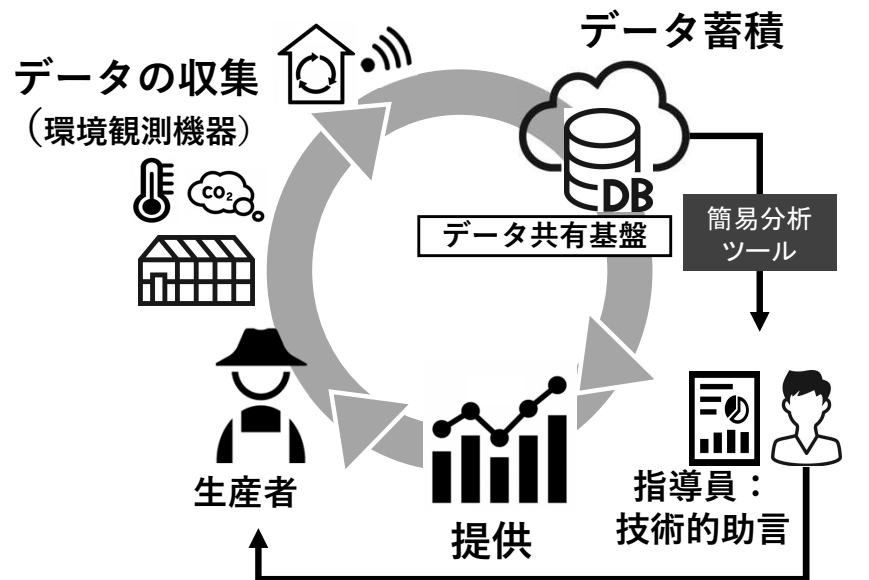 データ蓄積
データの収集
（環境観測機器）
CO₂
DB
データ共有基盤
簡易分析
ツール
生産者
提供
指導員：
技術的助言